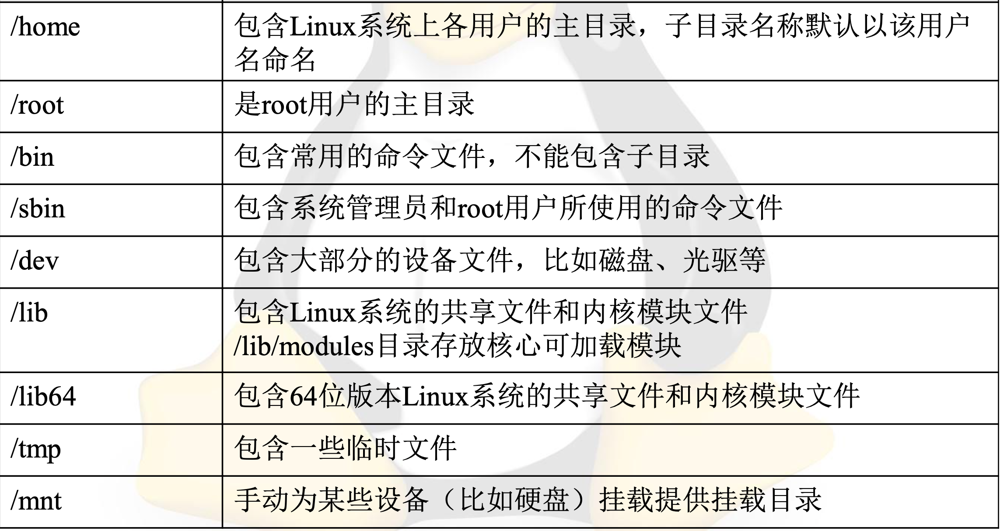 /home
包含Linux系统上各用户的主目录，子目录名称默认以该用户
名命名
/root
是root用户的主目录
/bin
包含常用的命令文件，不能包含子目录
/sbin
包含系统管理员和root用户所使用的命令文件
/dev
包含大部分的设备文件，比如磁盘、光驱等
/lib
包含Linux系统的共享文件和内核模块文件
/lib/modules目录存放核心可加载模块
/lib64
包含64位版本Linux系统的共享文件和内核模块文件
/tmp
包含一些临时文件
/mnt
手动为某些设备（比如硬盘）挂载提供挂载目录